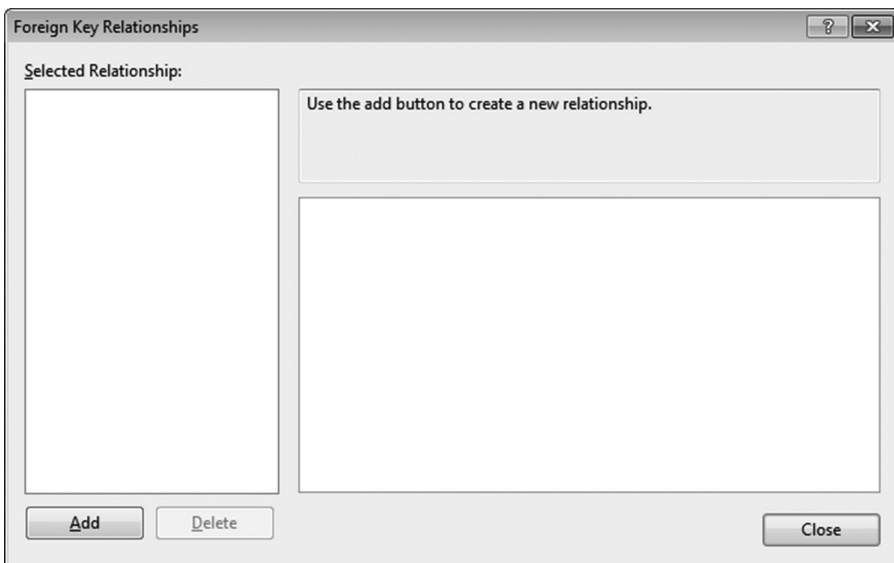 Foreign Key Relationships
?
Selected Relationship:
Use the add button to create a new relationship.
Add
Delete
Close